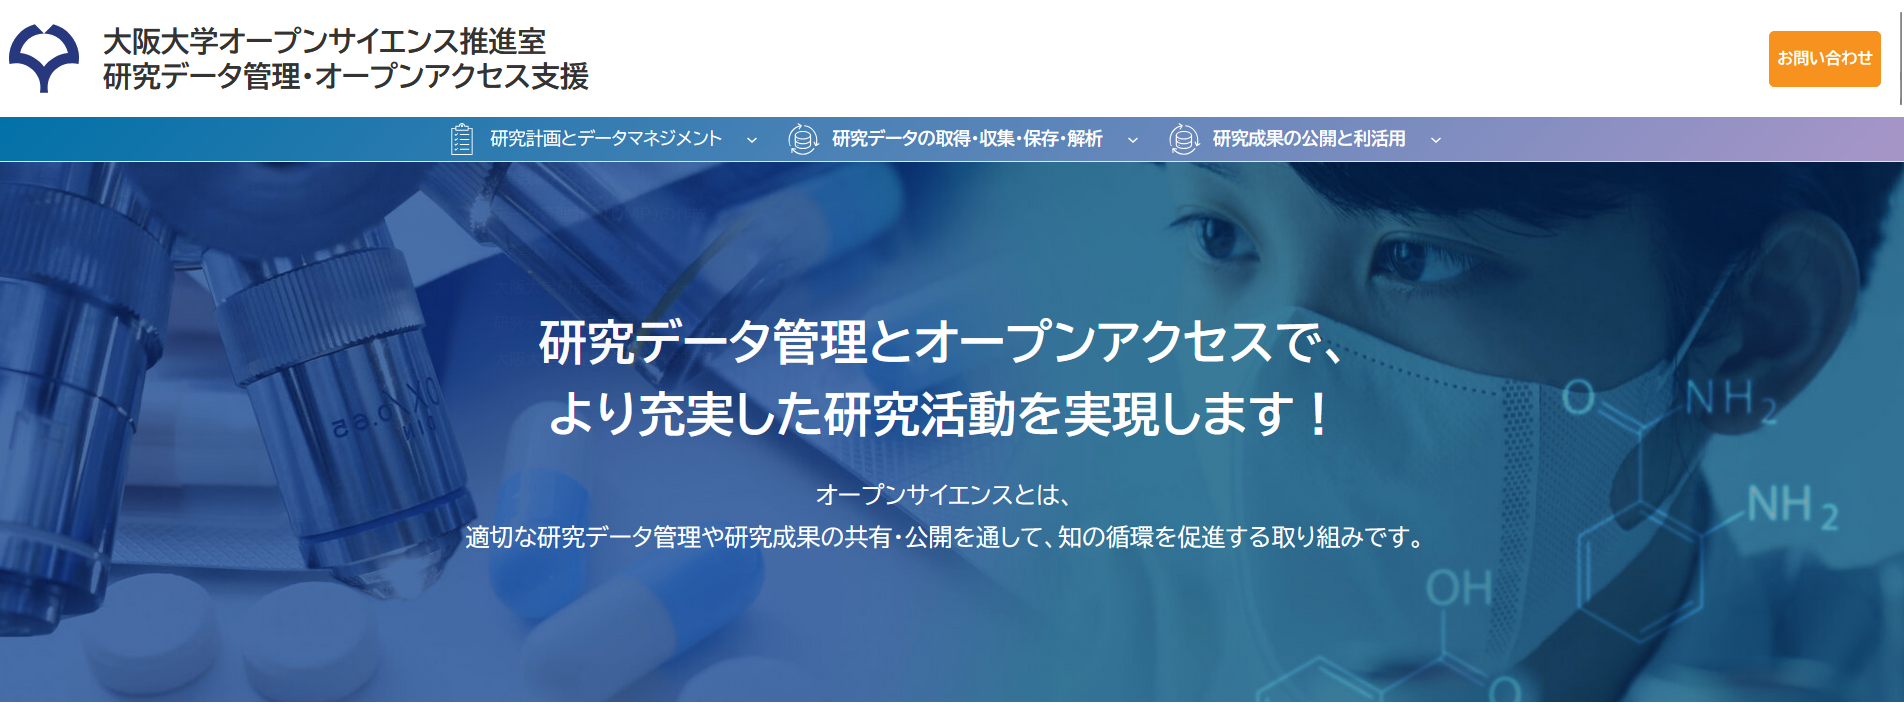 大阪大学オープンサイエンス推進室
研究データ管理・オープンアクセス支援
お問い合わせ
研究計画とデータマネジメント
研究データの取得・収集・保存・解析
研究成果の公開と利活用
研究データ管理とオープンアクセスで、
より充実した研究活動を実現します！
オープンサイエンスとは、
適切な研究データ管理や研究成果の共有・公開を通して、知の循環を促進する取り組みです。
0.65
O NH2
NH2
OH
O